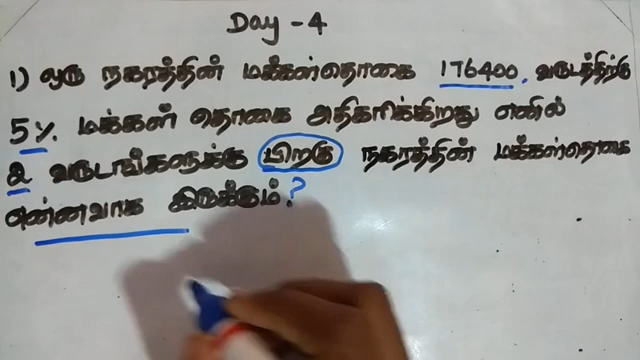 Day - 4
1) ஒரு நகரத்தின் மக்கள்தொகை 176400. வருடத்திற்கு
5%. மக்கள் தொகை அதிகரிக்கிறது எனில்
2 வருடங்களுக்கு பிறகு நகரத்தின் மக்கள்தொகை
என்னவாக இருக்கும்?